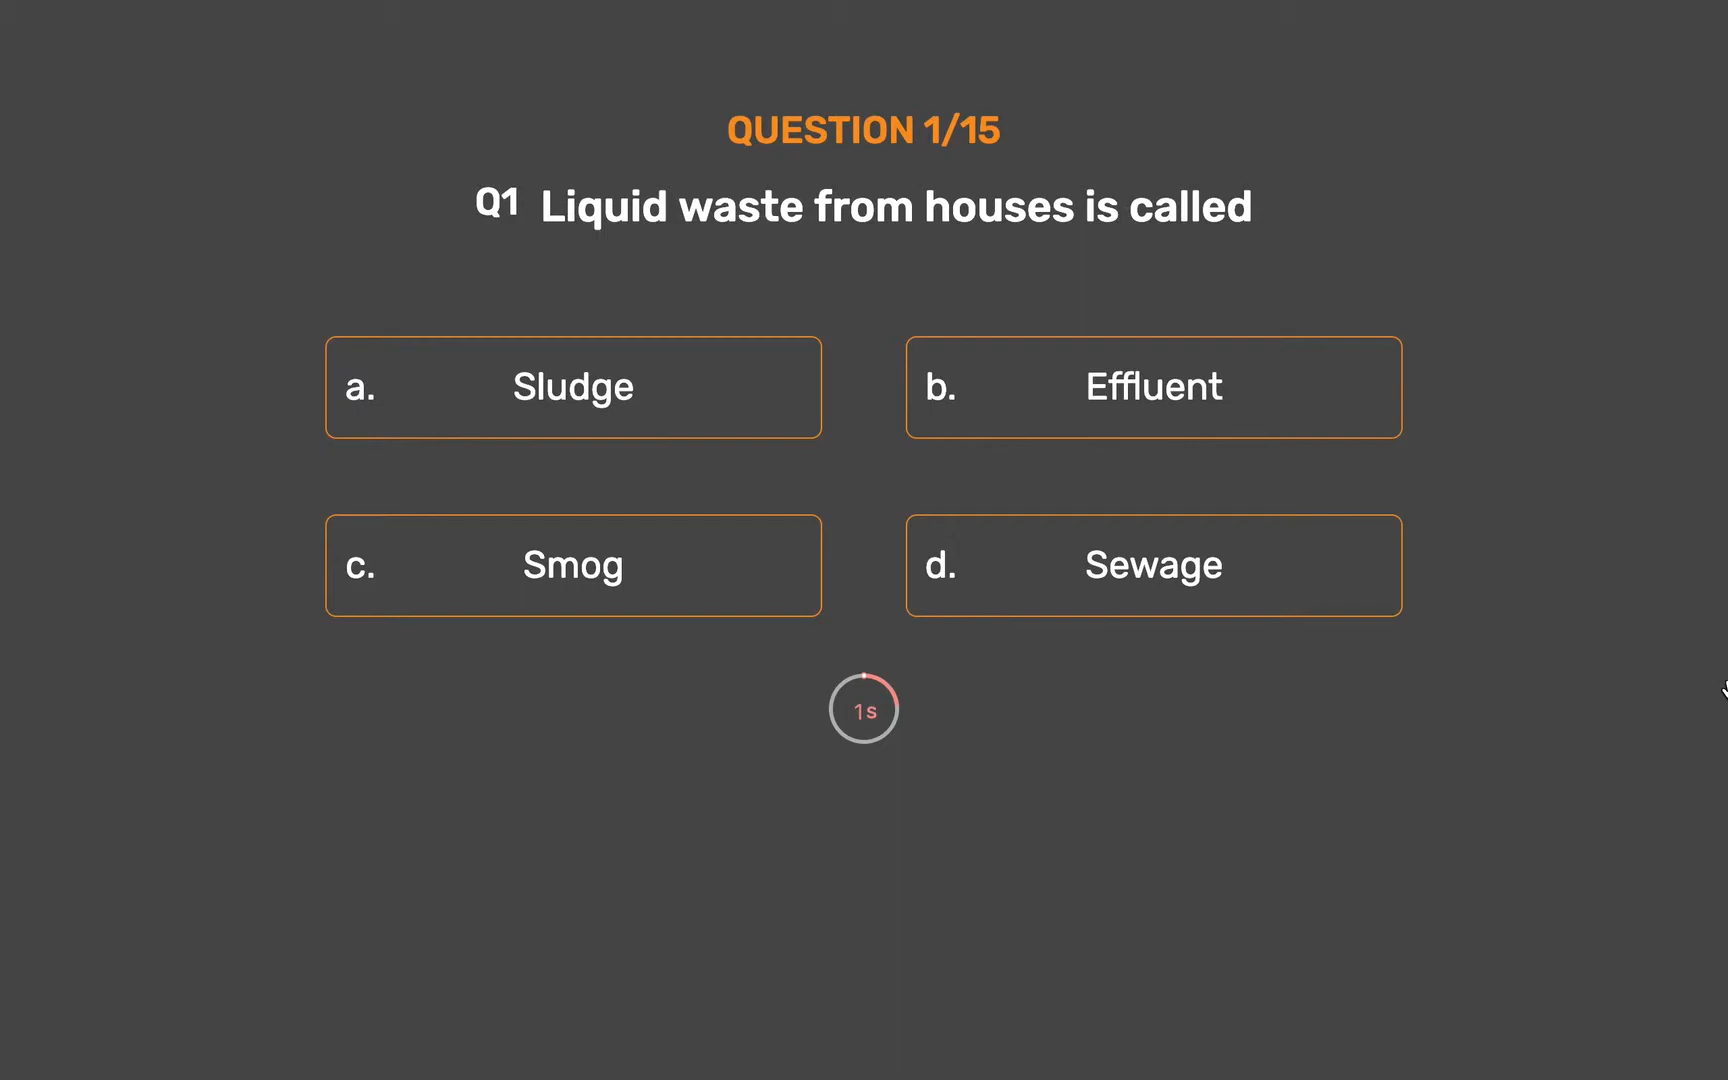 QUESTION 1/15
Q1 Liquid waste from houses is called
a. Sludge
b. Effluent
c. Smog
d. Sewage
1s